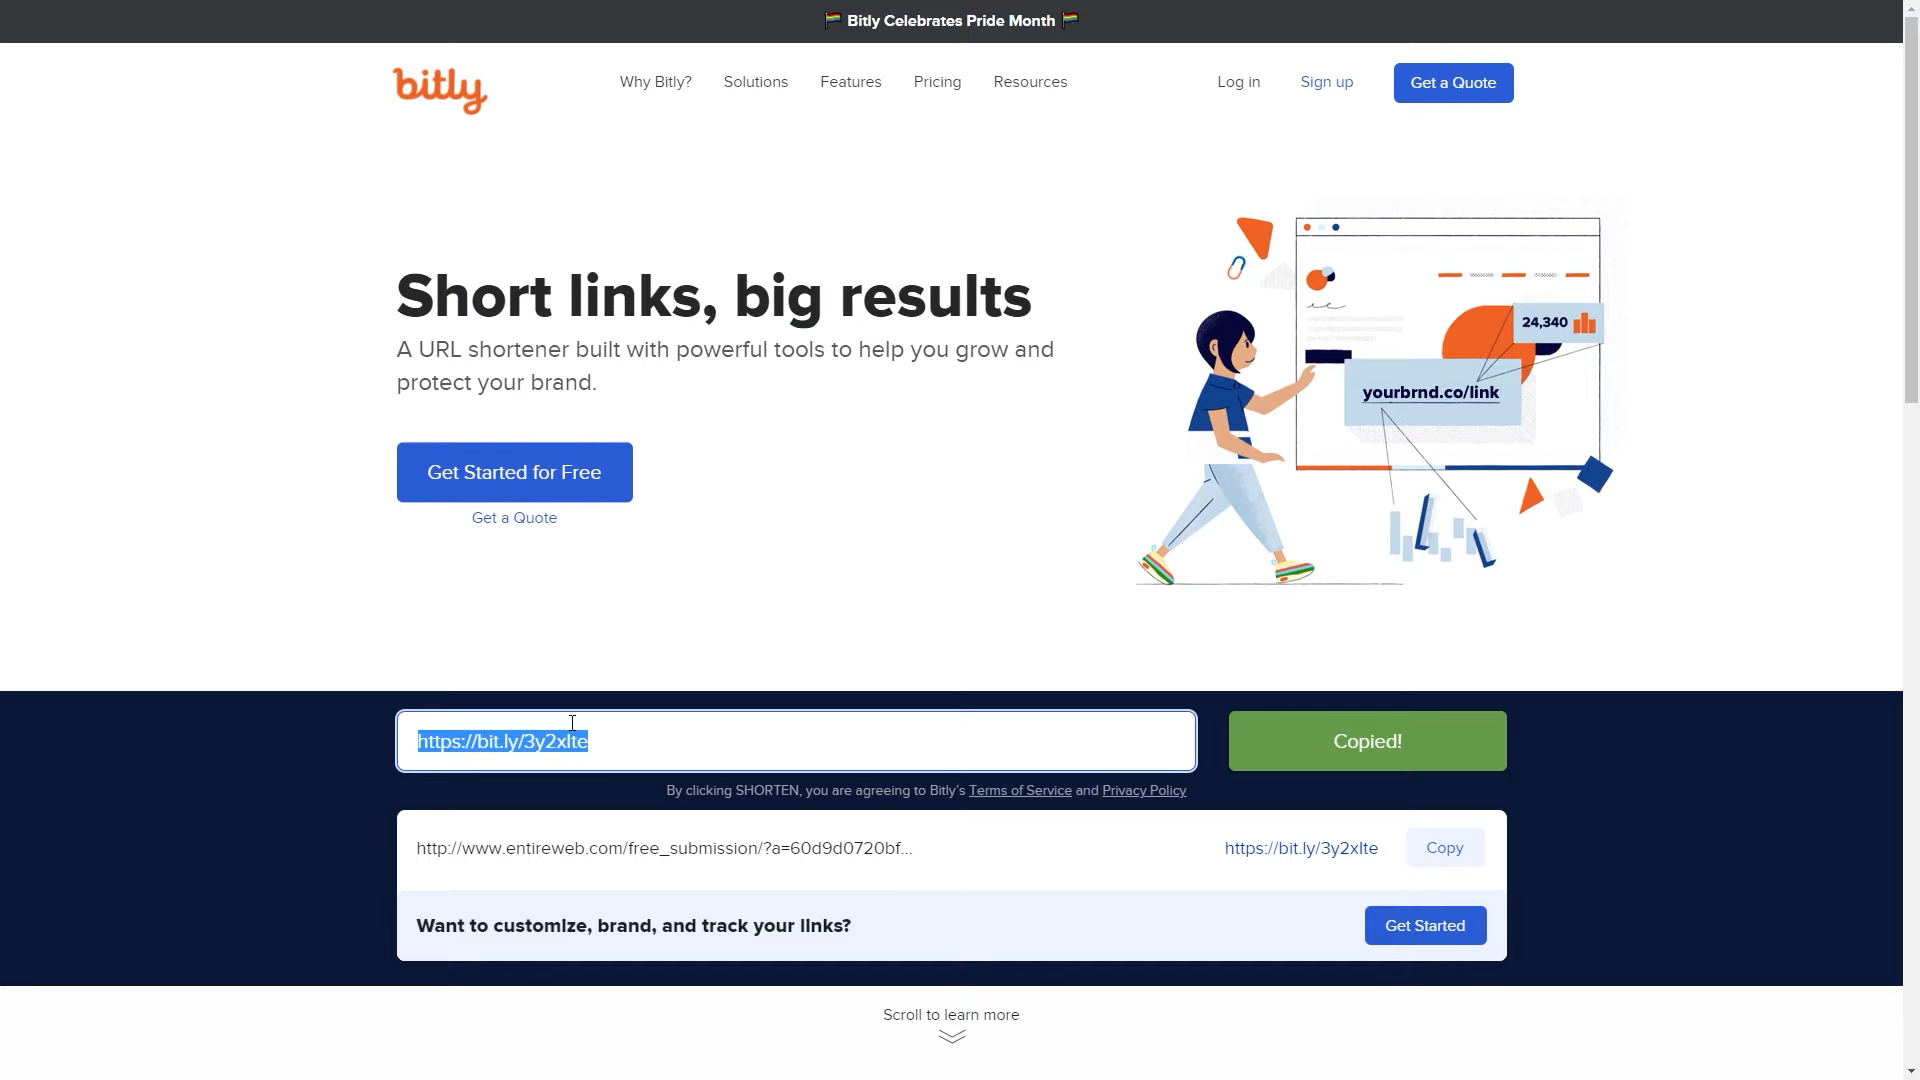 Bitly Celebrates Pride Month
bitly
Why Bitly? Solutions Features Pricing Resources
Log in Sign up Get a Quote
Short links, big results
A URL shortener built with powerful tools to help you grow and
protect your brand.
Get Started for Free
Get a Quote
24,340
yourbrnd.co/link
https://bit.ly/3y2xIte
Copied!
By clicking SHORTEN, you are agreeing to Bitly’s Terms of Service and Privacy Policy
http://www.entireweb.com/free_submission/?a=60d9d0720bf...
https://bit.ly/3y2xIte
Copy
Want to customize, brand, and track your links?
Get Started
Scroll to learn more